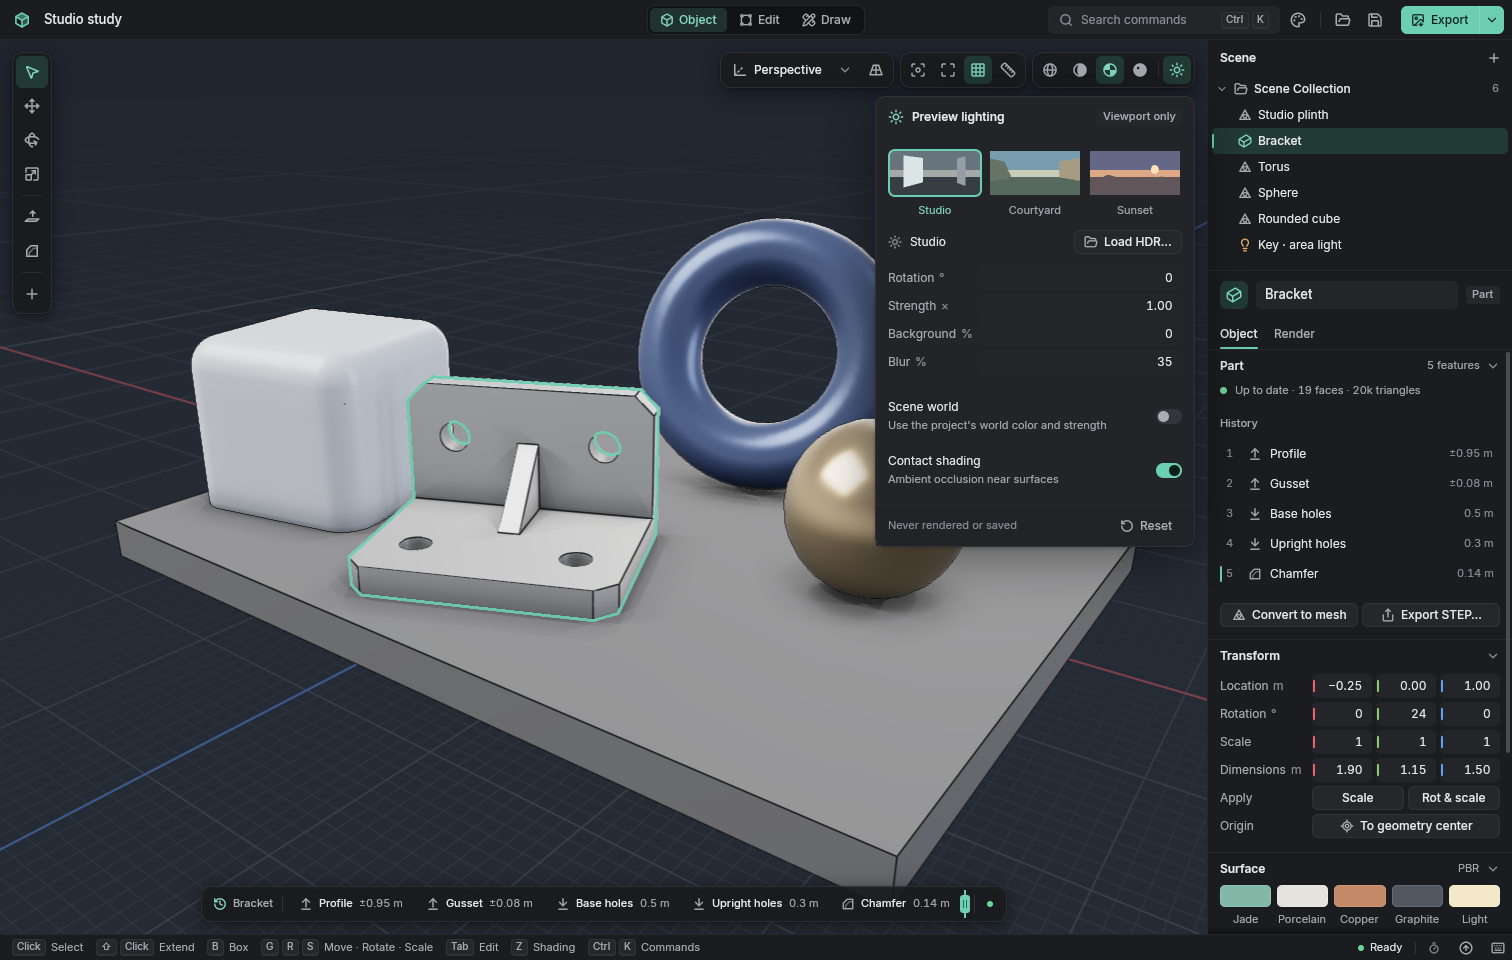 Studio study
Object
Edit
Draw
Search commands
Ctrl K
Export
Perspective
Preview lighting
Viewport only
Studio
Courtyard
Sunset
Studio
Load HDR...
Rotation °
0
Strength ×
1.00
Background %
0
Blur %
35
Scene world
Use the project's world color and strength
Contact shading
Ambient occlusion near surfaces
Never rendered or saved
Reset
Scene
Scene Collection
6
Studio plinth
Bracket
Torus
Sphere
Rounded cube
Key · area light
Bracket
Part
Object
Render
Part
5 features
Up to date · 19 faces · 20k triangles
History
1 Profile ±0.95 m
2 Gusset ±0.08 m
3 Base holes 0.5 m
4 Upright holes 0.3 m
5 Chamfer 0.14 m
Convert to mesh
Export STEP...
Transform
Location m −0.25 0.00 1.00
Rotation ° 0 24 0
Scale 1 1 1
Dimensions m 1.90 1.15 1.50
Apply
Scale
Rot & scale
Origin
To geometry center
Surface
PBR
Jade
Porcelain
Copper
Graphite
Light
Bracket
Profile ±0.95 m
Gusset ±0.08 m
Base holes 0.5 m
Upright holes 0.3 m
Chamfer 0.14 m
Click Select
Click Extend
B Box
G R S Move · Rotate · Scale
Tab Edit
Z Shading
Ctrl K Commands
Ready